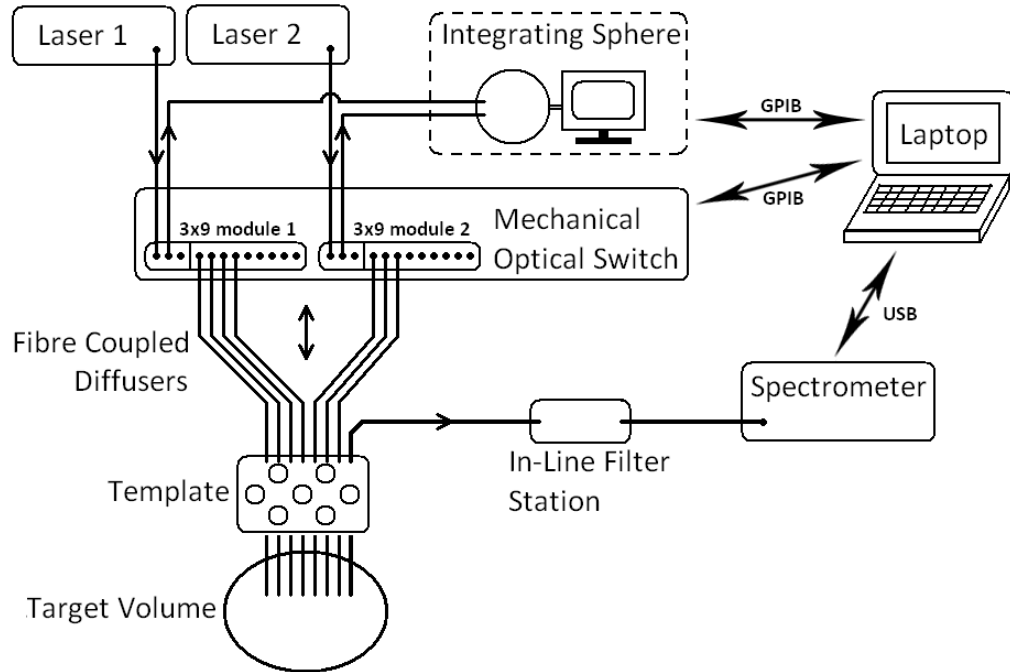 Laser 1
Laser 2
Integrating Sphere
GPIB
Laptop
GPIB
3x9 module 1
3x9 module 2
Mechanical
Optical Switch
USB
Fibre Coupled
Diffusers
Spectrometer
In-Line Filter
Station
Template
Target Volume